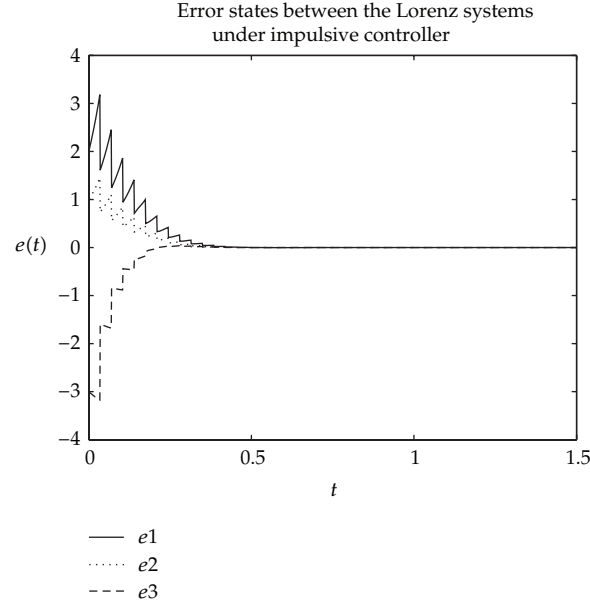 Error states between the Lorenz systems
under impulsive controller
4
3
2
1
0
−1
−2
−3
−4
e(t)
0
0.5
1
1.5
t
e1
e2
e3